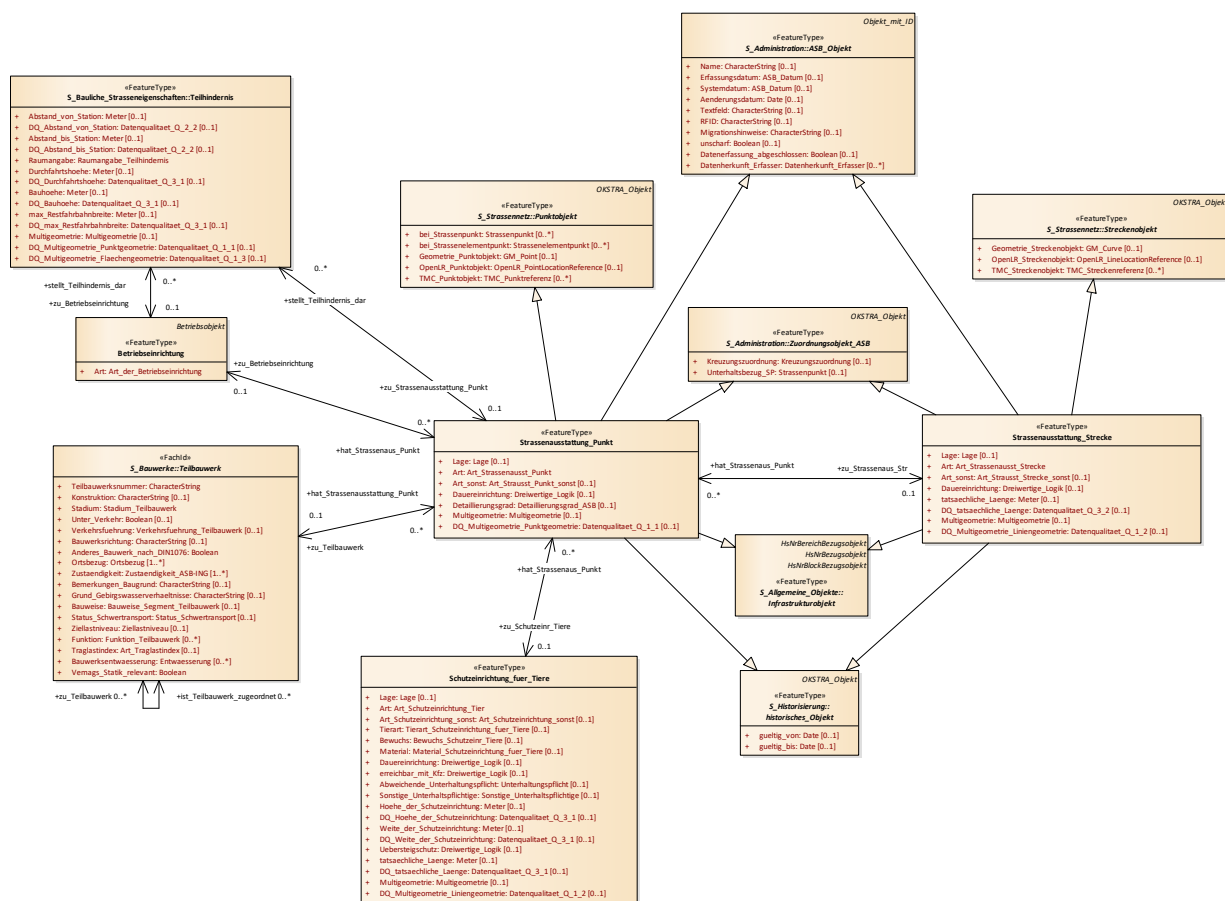 Objekt_mit_ID
«FeatureType»
S_Administration::ASB_Objekt
+ Name: CharacterString [0..1]
+ Erfassungsdatum: ASB_Datum [0..1]
+ Systemdatum: ASB_Datum [0..1]
+ Aenderungsdatum: Date [0..1]
+ Textfeld: CharacterString [0..1]
+ RFID: CharacterString [0..1]
+ Migrationshinweise: CharacterString [0..1]
+ unscharf: Boolean [0..1]
+ Datenerfassung_abgeschlossen: Boolean [0..1]
+ Datenherkunft_Erfasser: Datenherkunft_Erfasser [0..*]
«FeatureType»
S_Bauliche_Strasseneigenschaften::Teilhindernis
+ Abstand_von_Station: Meter [0..1]
+ DQ_Abstand_von_Station: Datenqualitaet_Q_2_2 [0..1]
+ Abstand_bis_Station: Meter [0..1]
+ DQ_Abstand_bis_Station: Datenqualitaet_Q_2_2 [0..1]
+ Raumangabe: Raumangabe_Teilhindernis
+ Durchfahrtshoehe: Meter [0..1]
+ DQ_Durchfahrtshoehe: Datenqualitaet_Q_3_1 [0..1]
+ Bauhoehe: Meter [0..1]
+ DQ_Bauhoehe: Datenqualitaet_Q_3_1 [0..1]
+ max_Restfahrbahnbreite: Meter [0..1]
+ DQ_max_Restfahrbahnbreite: Datenqualitaet_Q_3_1 [0..1]
+ Multigeometrie: Multigeometrie [0..1]
+ DQ_Multigeometrie_Punktgeometrie: Datenqualitaet_Q_1_1 [0..1]
+ DQ_Multigeometrie_Flaechengeometrie: Datenqualitaet_Q_1_3 [0..1]
OKSTRA_Objekt
«FeatureType»
S_Strassennetz::Punktobjekt
+ bei_Strassenpunkt: Strassenpunkt [0..*]
+ bei_Strassenelementpunkt: Strassenelementpunkt [0..*]
+ Geometrie_Punktobjekt: GM_Point [0..1]
+ OpenLR_Punktobjekt: OpenLR_PointLocationReference [0..1]
+ TMC_Punktobjekt: TMC_Punktreferenz [0..*]
OKSTRA_Objekt
«FeatureType»
S_Strassennetz::Streckenobjekt
+ Geometrie_Streckenobjekt: GM_Curve [0..1]
+ OpenLR_Streckenobjekt: OpenLR_LineLocationReference [0..1]
+ TMC_Streckenobjekt: TMC_Streckenreferenz [0..*]
0..*
+stellt_Teilhindernis_dar
+stellt_Teilhindernis_dar
0..*
+zu_Betriebseinrichtung
0..1
Betriebsobjekt
«FeatureType»
Betriebseinrichtung
+ Art: Art_der_Betriebseinrichtung
OKSTRA_Objekt
«FeatureType»
S_Administration::Zuordnungsobjekt_ASB
+ Kreuzungszuordnung: Kreuzungszuordnung [0..1]
+ Unterhaltsbezug_SP: Strassenpunkt [0..1]
+zu_Betriebseinrichtung
0..1
+zu_Strassenausstattung_Punkt
0..1
0..*
+hat_Strassenaus_Punkt
«FeatureType»
Strassenausstattung_Punkt
+ Lage: Lage [0..1]
+ Art: Art_Strassenausst_Punkt
+ Art_sonst: Art_Strausst_Punkt_sonst [0..1]
+ Dauereinrichtung: Dreiwertige_Logik [0..1]
+ Detaillierungsgrad: Detaillierungsgrad_ASB [0..1]
+ Multigeometrie: Multigeometrie [0..1]
+ DQ_Multigeometrie_Punktgeometrie: Datenqualitaet_Q_1_1 [0..1]
+hat_Strassenaus_Punkt
0..*
+zu_Strassenaus_Str
0..1
«FeatureType»
Strassenausstattung_Strecke
+ Lage: Lage [0..1]
+ Art: Art_Strassenausst_Strecke
+ Art_sonst: Art_Strausst_Strecke_sonst [0..1]
+ Dauereinrichtung: Dreiwertige_Logik [0..1]
+ tatsaechliche_Laenge: Meter [0..1]
+ DQ_tatsaechliche_Laenge: Datenqualitaet_Q_3_2 [0..1]
+ Multigeometrie: Multigeometrie [0..1]
+ DQ_Multigeometrie_Liniengeometrie: Datenqualitaet_Q_1_2 [0..1]
«FachId»
S_Bauwerke::Teilbauwerk
+ Teilbauwerksnummer: CharacterString
+ Konstruktion: CharacterString [0..1]
+ Stadium: Stadium_Teilbauwerk
+ Unter_Verkehr: Boolean [0..1]
+ Verkehrsfuehrung: Verkehrsfuehrung_Teilbauwerk [0..1]
+ Bauwerksrichtung: CharacterString [0..1]
+ Anderes_Bauwerk_nach_DIN1076: Boolean
+ Ortsbezug: Ortsbezug [1..*]
+ Zustaendigkeit: Zustaendigkeit_ASB-ING [1..*]
+ Bemerkungen_Baugrund: CharacterString [0..1]
+ Grund_Gebirgswasserverhaeltnisse: CharacterString [0..1]
+ Bauweise: Bauweise_Segment_Teilbauwerk [0..1]
+ Status_Schwertransport: Status_Schwertransport [0..1]
+ Ziellastniveau: Ziellastniveau [0..1]
+ Funktion: Funktion_Teilbauwerk [0..*]
+ Traglastindex: Art_Traglastindex [0..1]
+ Bauwerksentwaesserung: Entwaesserung [0..*]
+ Vemags_Statik_relevant: Boolean
+hat_Strassenausstattung_Punkt
0..1
0..*
+zu_Teilbauwerk
+zu_Teilbauwerk 0..*
+ist_Teilbauwerk_zugeordnet 0..*
0..*
+hat_Strassenaus_Punkt
+zu_Schutzeinr_Tiere
0..1
HsNrBereichBezugsobjekt
HsNrBezugsobjekt
HsNrBlockBezugsobjekt
«FeatureType»
S_Allgemeine_Objekte::
Infrastrukturobjekt
OKSTRA_Objekt
«FeatureType»
S_Historisierung::
historisches_Objekt
+ gueltig_von: Date [0..1]
+ gueltig_bis: Date [0..1]
«FeatureType»
Schutzeinrichtung_fuer_Tiere
+ Lage: Lage [0..1]
+ Art: Art_Schutzeinrichtung_Tier
+ Art_Schutzeinrichtung_sonst: Art_Schutzeinrichtung_sonst [0..1]
+ Tierart: Tierart_Schutzeinrichtung_fuer_Tiere [0..1]
+ Bewuchs: Bewuchs_Schutzeinr_Tiere [0..1]
+ Material: Material_Schutzeinrichtung_fuer_Tiere [0..1]
+ Dauereinrichtung: Dreiwertige_Logik [0..1]
+ erreichbar_mit_Kfz: Dreiwertige_Logik [0..1]
+ Abweichende_Unterhaltungspflicht: Unterhaltungspflicht [0..1]
+ Sonstige_Unterhaltspflichtige: Sonstige_Unterhaltspflichtige [0..1]
+ Hoehe_der_Schutzeinrichtung: Meter [0..1]
+ DQ_Hoehe_der_Schutzeinrichtung: Datenqualitaet_Q_3_1 [0..1]
+ Weite_der_Schutzeinrichtung: Meter [0..1]
+ DQ_Weite_der_Schutzeinrichtung: Datenqualitaet_Q_3_1 [0..1]
+ Uebersteigschutz: Dreiwertige_Logik [0..1]
+ tatsaechliche_Laenge: Meter [0..1]
+ DQ_tatsaechliche_Laenge: Datenqualitaet_Q_3_1 [0..1]
+ Multigeometrie: Multigeometrie [0..1]
+ DQ_Multigeometrie_Liniengeometrie: Datenqualitaet_Q_1_2 [0..1]